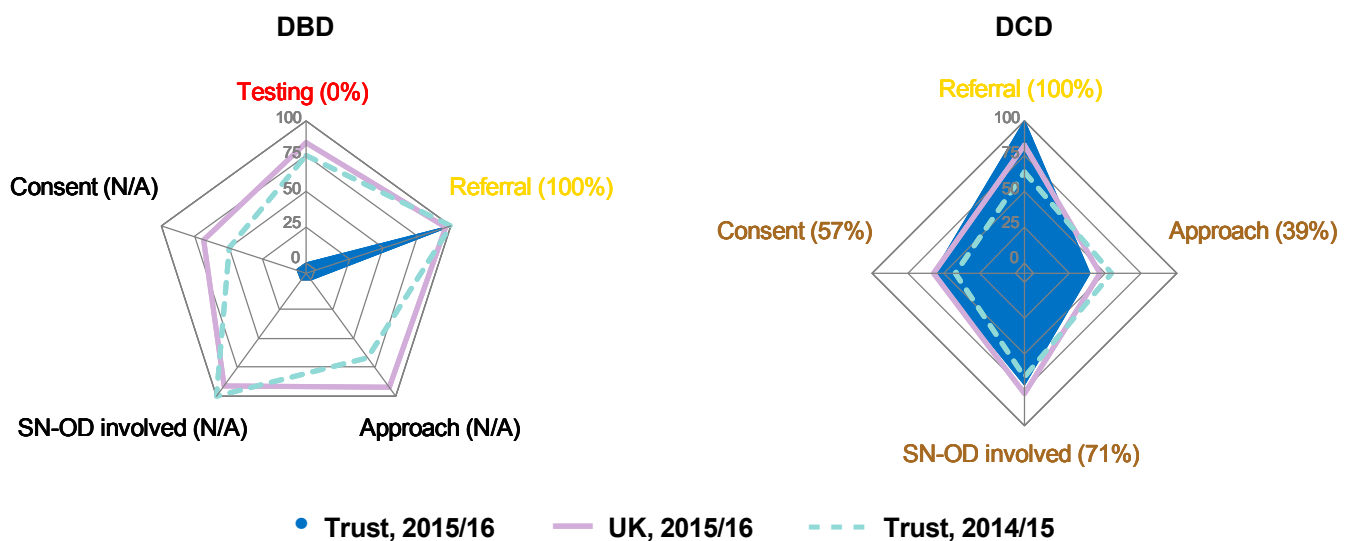 DBD
Testing (0%)
100
75
50
25
0
Consent (N/A)
Referral (100%)
SN-OD involved (N/A)
Approach (N/A)
DCD
Referral (100%)
100
75
50
25
0
Consent (57%)
Approach (39%)
SN-OD involved (71%)
Trust, 2015/16
UK, 2015/16
Trust, 2014/15